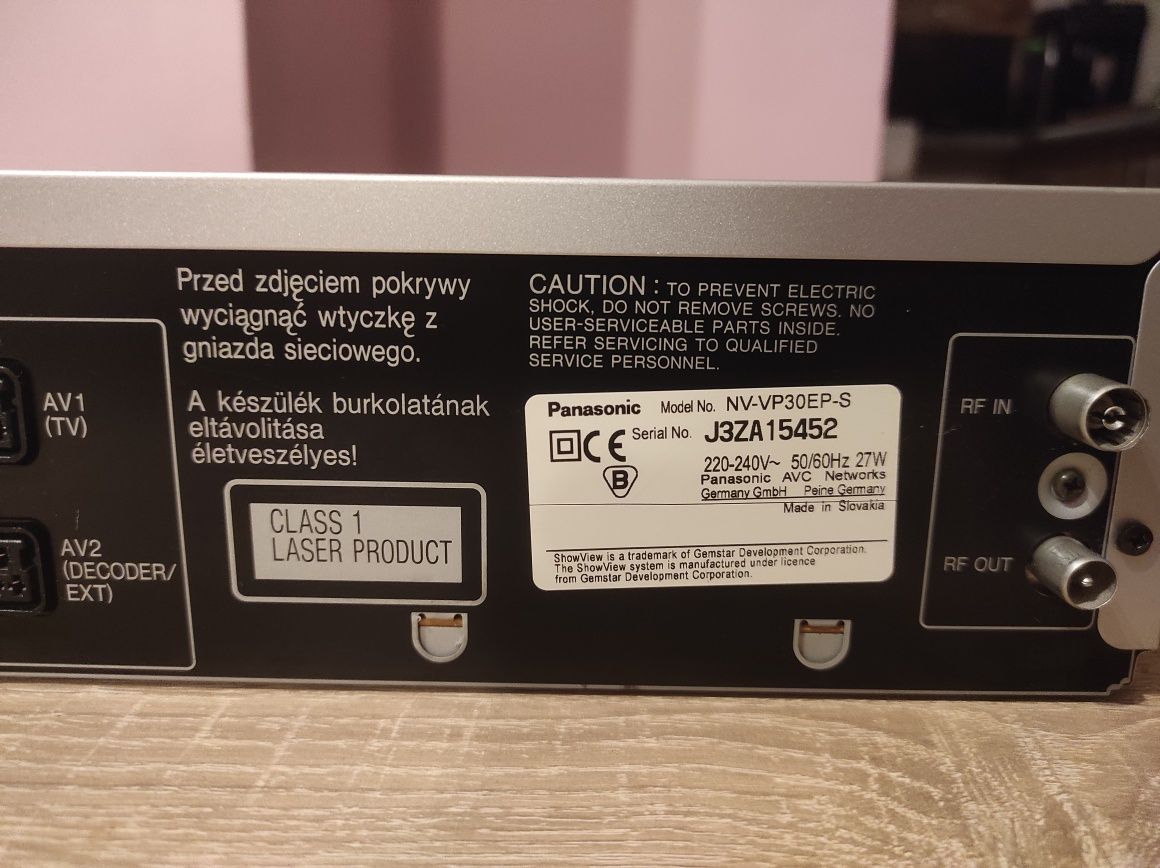 Przed zdjęciem pokrywy
wyciągnąć wtyczkę z
gniazda sieciowego.
A készülék burkolatának
eltávolitása
életveszélyes!
AV1
(TV)
AV2
(DECODER/
EXT)
CLASS 1
LASER PRODUCT
CAUTION : TO PREVENT ELECTRIC
SHOCK, DO NOT REMOVE SCREWS. NO
USER-SERVICEABLE PARTS INSIDE.
REFER SERVICING TO QUALIFIED
SERVICE PERSONNEL.
Panasonic Model No. NV-VP30EP-S
CE Serial No. J3ZA15452
B
220-240V~ 50/60Hz 27W
Panasonic AVC Networks
Germany GmbH Peine Germany
Made in Slovakia
ShowView is a trademark of Gemstar Development Corporation.
The ShowView system is manufactured under licence
from Gemstar Development Corporation.
RF IN
RF OUT